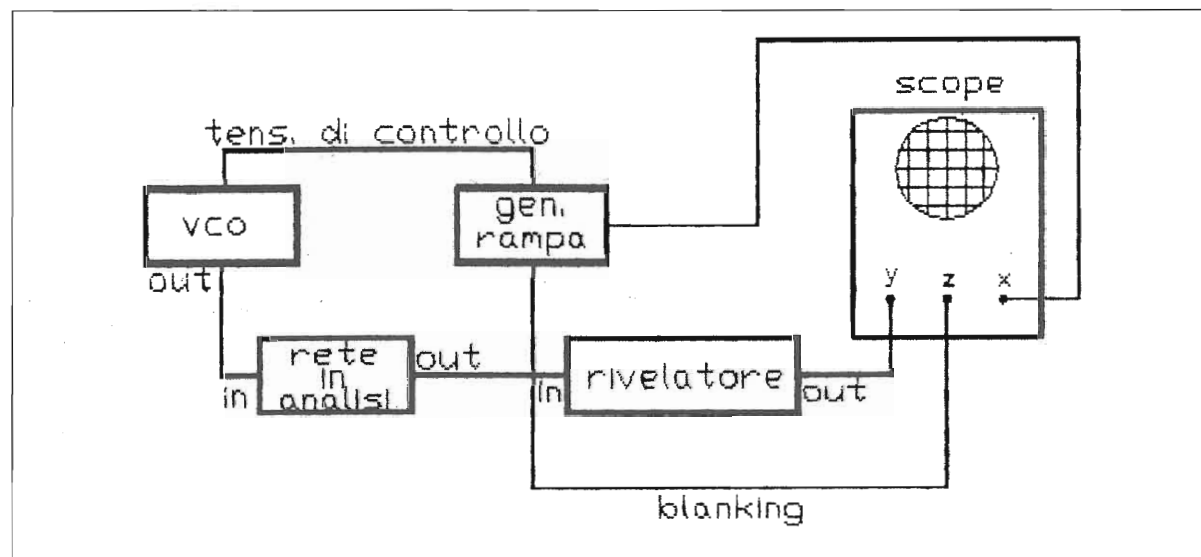 scope
tens. di controllo
vco
gen.
rampa
out
y z x
rete
in
analisi
in
out
in
rivelatore
out
blanking